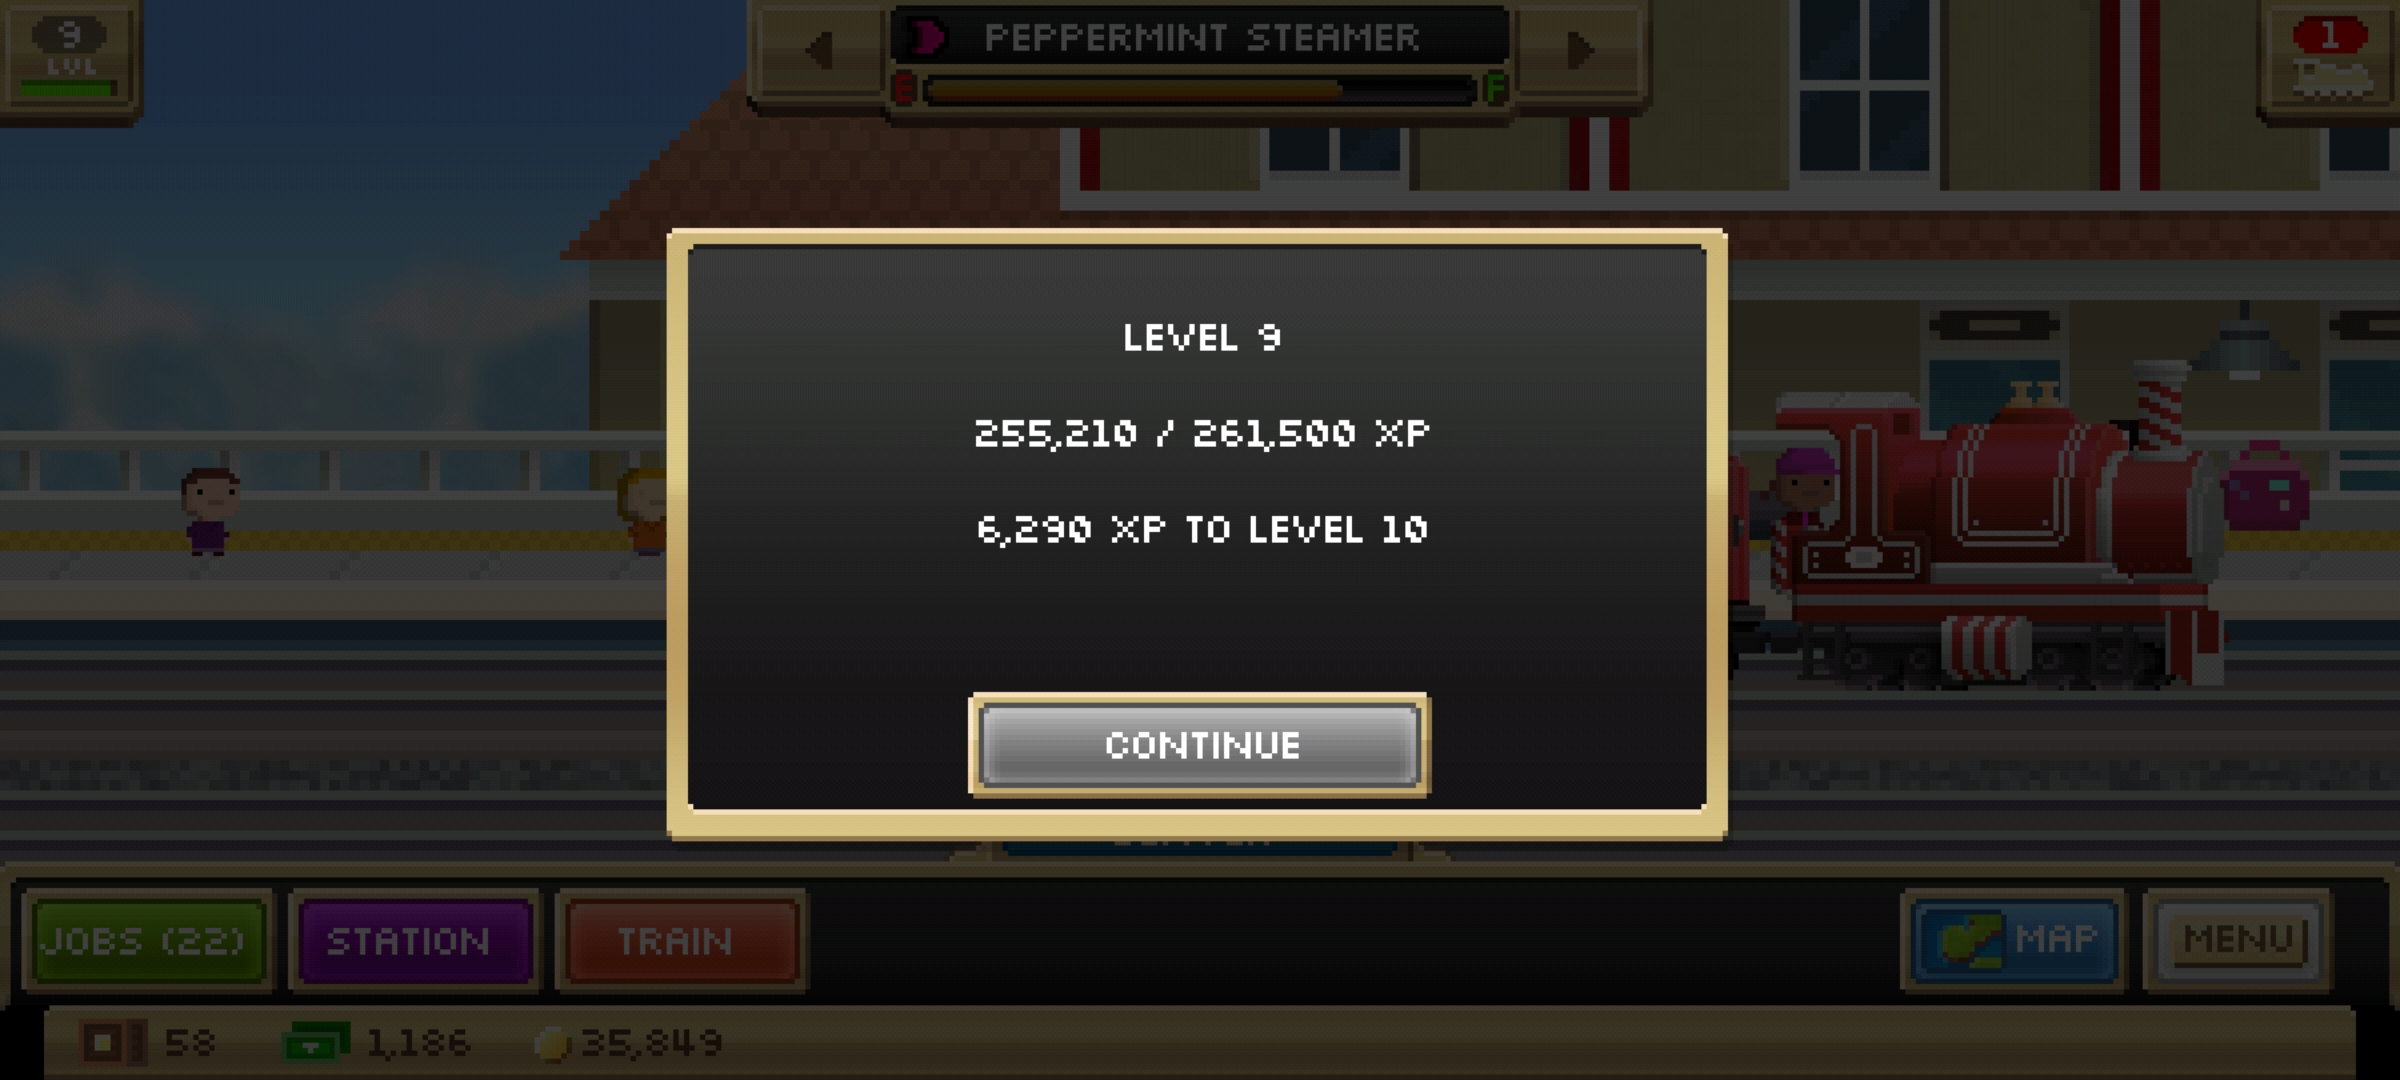 9
LVL
PEPPERMINT STEAMER
E
F
1
LEVEL 9
255,210 / 261,500 XP
6,290 XP TO LEVEL 10
CONTINUE
JOBS (22)
STATION
TRAIN
MAP
MENU
58
1,186
35,849